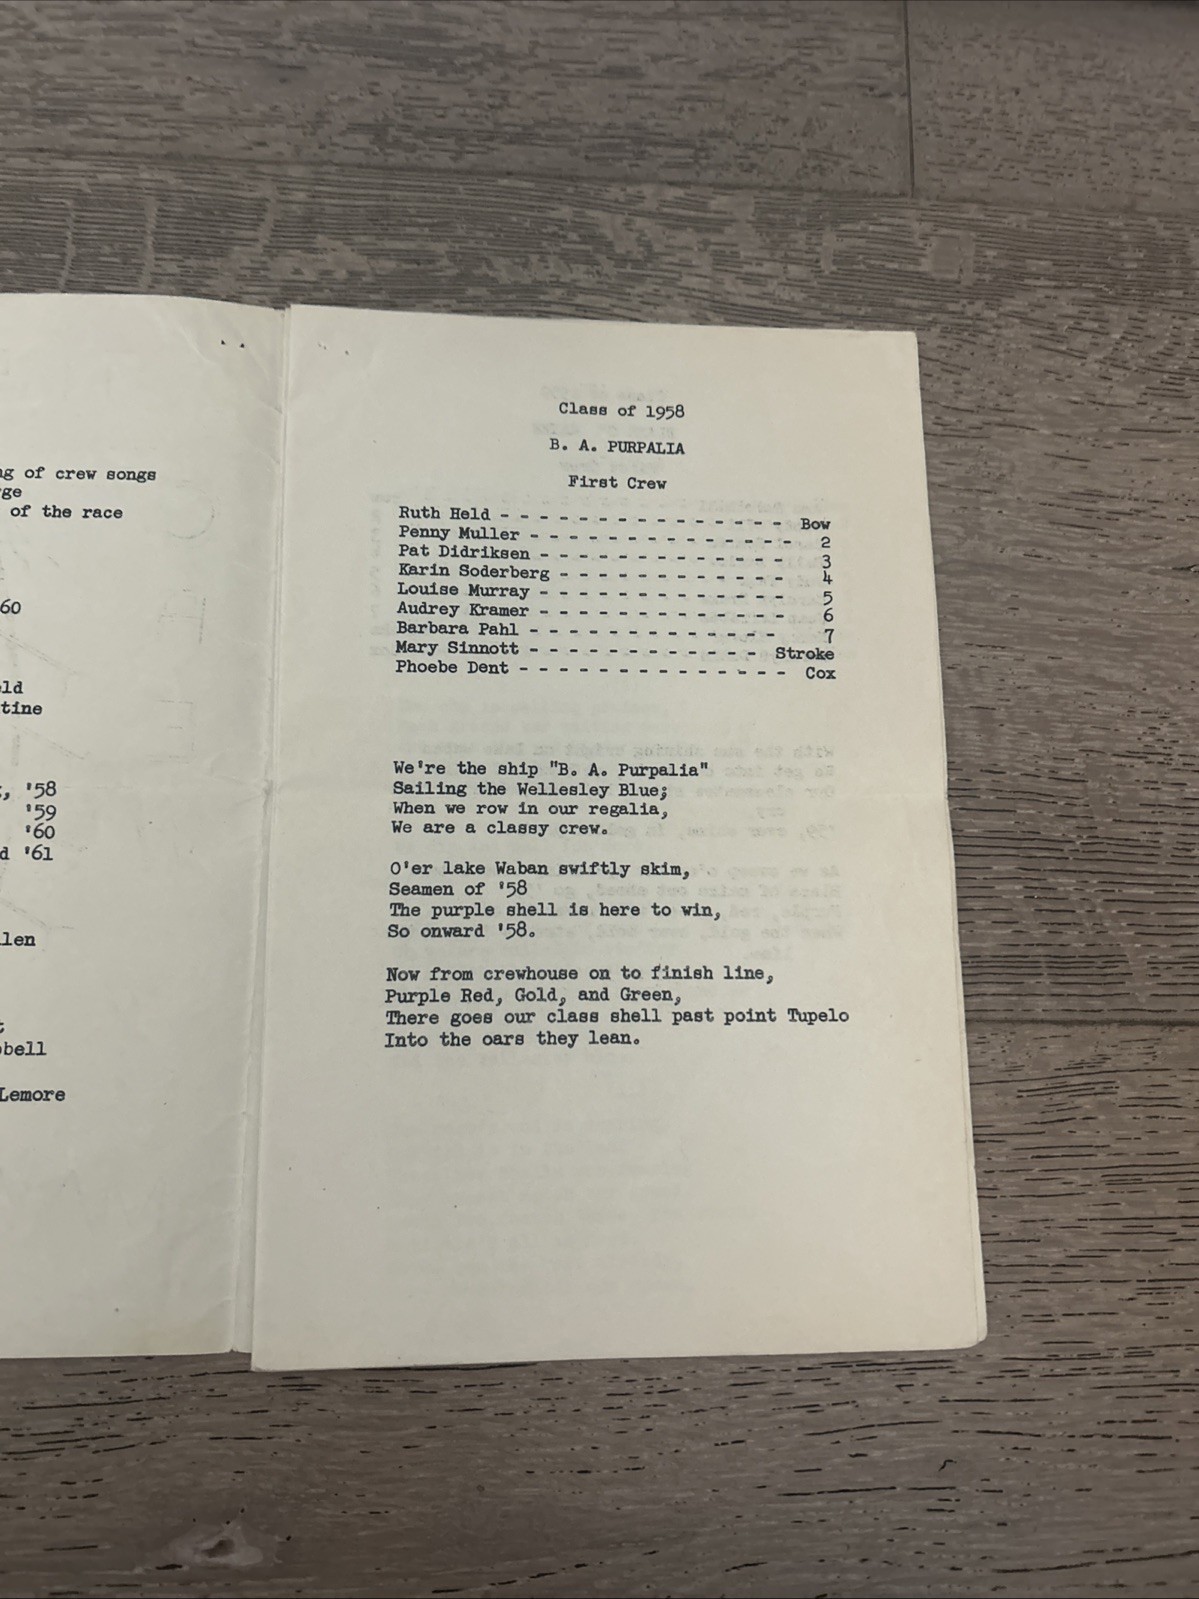 ng of crew songs
rge
of the race
60
ld
tine
, '58
'59
'60
d '61
len
t
bell
Lemore
Class of 1958
B. A. PURPALIA
First Crew
Ruth Held - - - - - - - - - - - - - - - Bow
Penny Muller - - - - - - - - - - - - - - 2
Pat Didriksen - - - - - - - - - - - - - 3
Karin Soderberg - - - - - - - - - - - - 4
Louise Murray - - - - - - - - - - - - - 5
Audrey Kramer - - - - - - - - - - - - - 6
Barbara Pahl - - - - - - - - - - - - - 7
Mary Sinnott - - - - - - - - - - - - Stroke
Phoebe Dent - - - - - - - - - - - - - - Cox
We're the ship "B. A. Purpalia"
Sailing the Wellesley Blue;
When we row in our regalia,
We are a classy crew.
O'er lake Waban swiftly skim,
Seamen of '58
The purple shell is here to win,
So onward '58.
Now from crewhouse on to finish line,
Purple Red, Gold, and Green,
There goes our class shell past point Tupelo
Into the oars they lean.